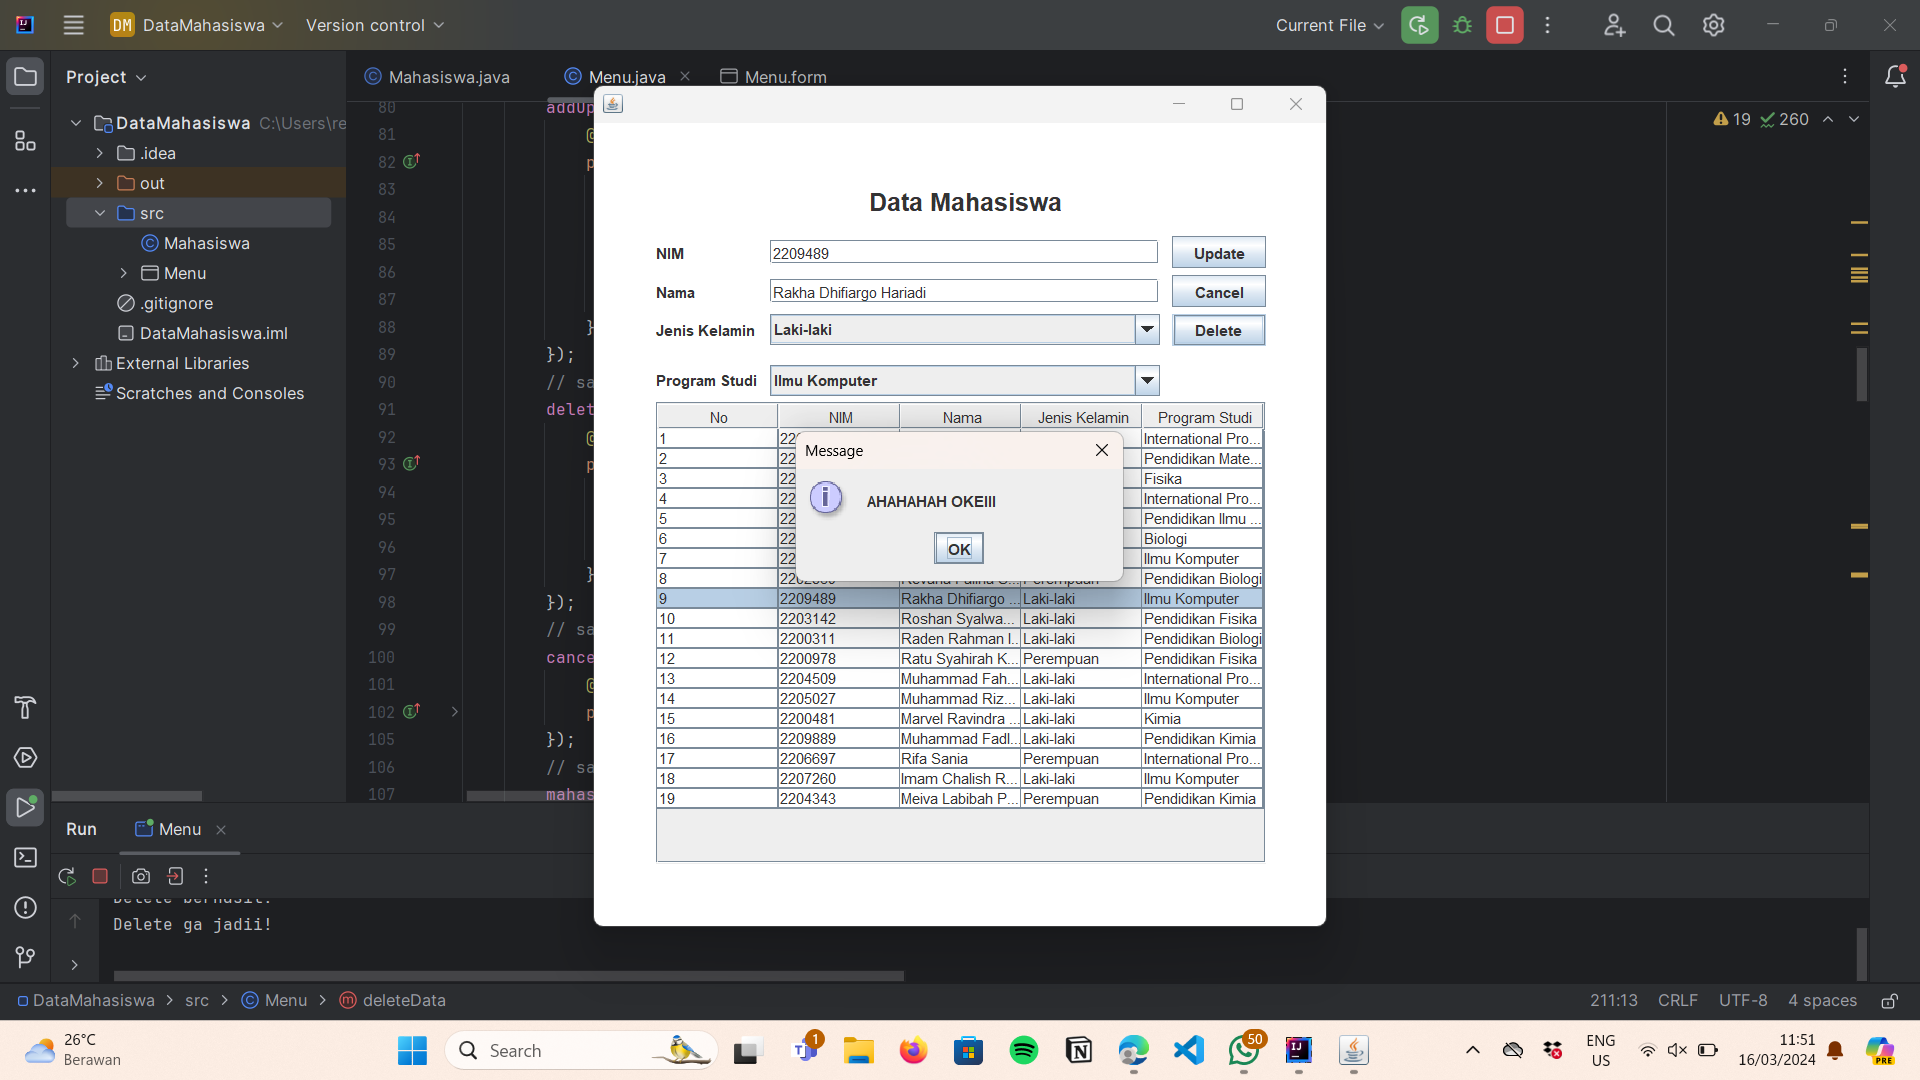 DM DataMahasiswa Version control Current File
Project
Mahasiswa.java Menu.java Menu.form
DataMahasiswa C:\Users\re
.idea
out
src
Mahasiswa
Menu
.gitignore
DataMahasiswa.iml
External Libraries
Scratches and Consoles
80
81 @
82 p
83
84
85
86
87
88 }
89 });
90 // sa
91 delet
92 @
93 p
94
95
96
97 }
98 });
99 // sa
100 cance
101 @
102 p
105 });
106 // sa
107 mahas
19 260
Data Mahasiswa
NIM 2209489 Update
Nama Rakha Dhifiargo Hariadi Cancel
Jenis Kelamin Laki-laki Delete
Program Studi Ilmu Komputer
No NIM Nama Jenis Kelamin Program Studi
1 22 International Pro...
2 22 Pendidikan Mate...
3 22 Fisika
4 22 International Pro...
5 22 Pendidikan Ilmu ...
6 22 Biologi
7 22 Ilmu Komputer
8 Pendidikan Biologi
9 2209489 Rakha Dhifiargo ... Laki-laki Ilmu Komputer
10 2203142 Roshan Syalwa... Laki-laki Pendidikan Fisika
11 2200311 Raden Rahman I... Laki-laki Pendidikan Biologi
12 2200978 Ratu Syahirah K... Perempuan Pendidikan Fisika
13 2204509 Muhammad Fah... Laki-laki International Pro...
14 2205027 Muhammad Riz... Laki-laki Ilmu Komputer
15 2200481 Marvel Ravindra ... Laki-laki Kimia
16 2209889 Muhammad Fadl... Laki-laki Pendidikan Kimia
17 2206697 Rifa Sania Perempuan International Pro...
18 2207260 Imam Chalish R... Laki-laki Ilmu Komputer
19 2204343 Meiva Labibah P... Perempuan Pendidikan Kimia
Message
AHAHAHAH OKEIII
OK
Run Menu
Delete ga jadii!
DataMahasiswa > src > Menu > deleteData
211:13 CRLF UTF-8 4 spaces
26°C
Berawan
Search
1
50
PRE
ENG
US
11:51
16/03/2024